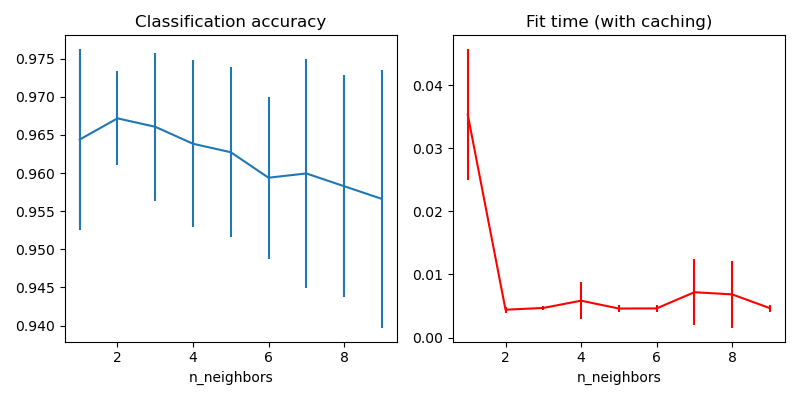 Classification accuracy
0.975
0.970
0.965
0.960
0.955
0.950
0.945
0.940
2 4 6 8
n_neighbors
Fit time (with caching)
0.04
0.03
0.02
0.01
0.00
2 4 6 8
n_neighbors